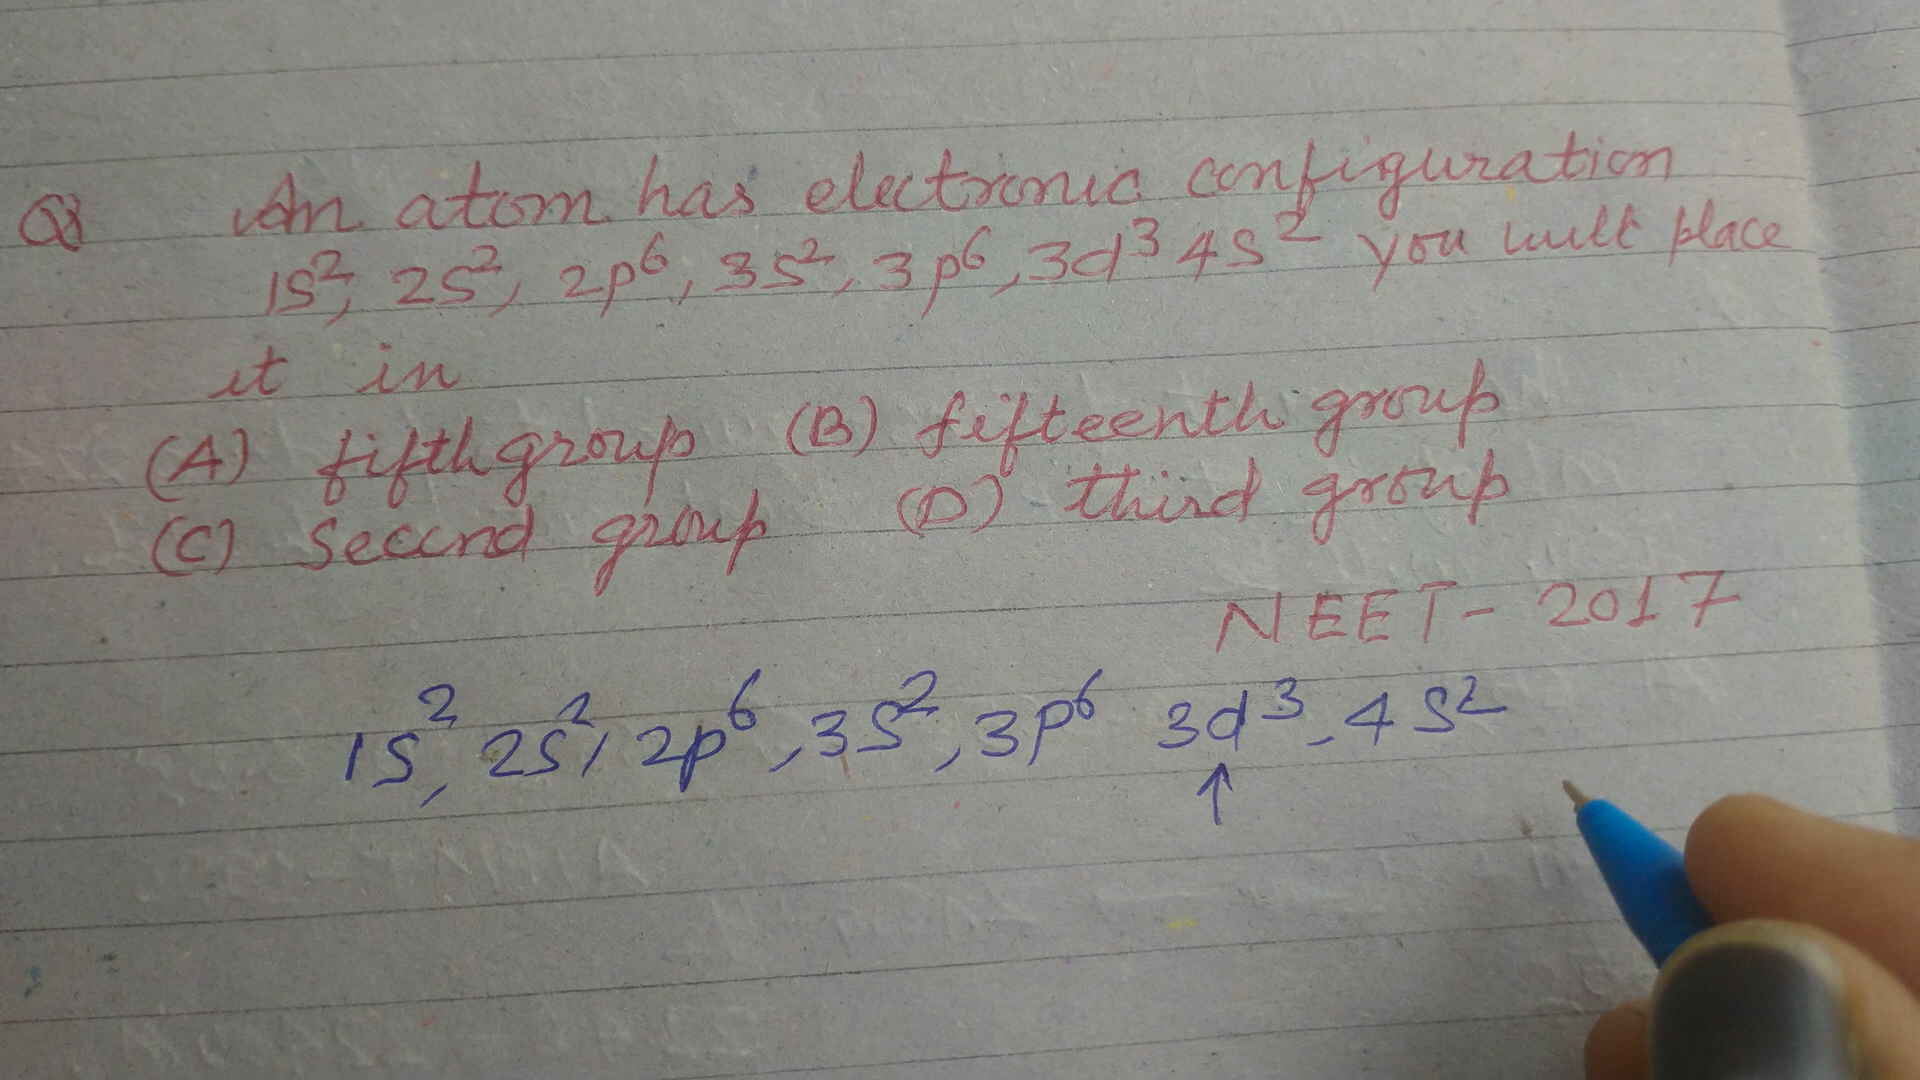 Q An atom has electronic configuration
1s², 2s², 2p⁶, 3s², 3p⁶, 3d³ 4s² you will place
it in
(A) fifth group (B) fifteenth group
(C) Second group (D) third group
NEET - 2017
1s², 2s², 2p⁶, 3s², 3p⁶ 3d³, 4s²
↑